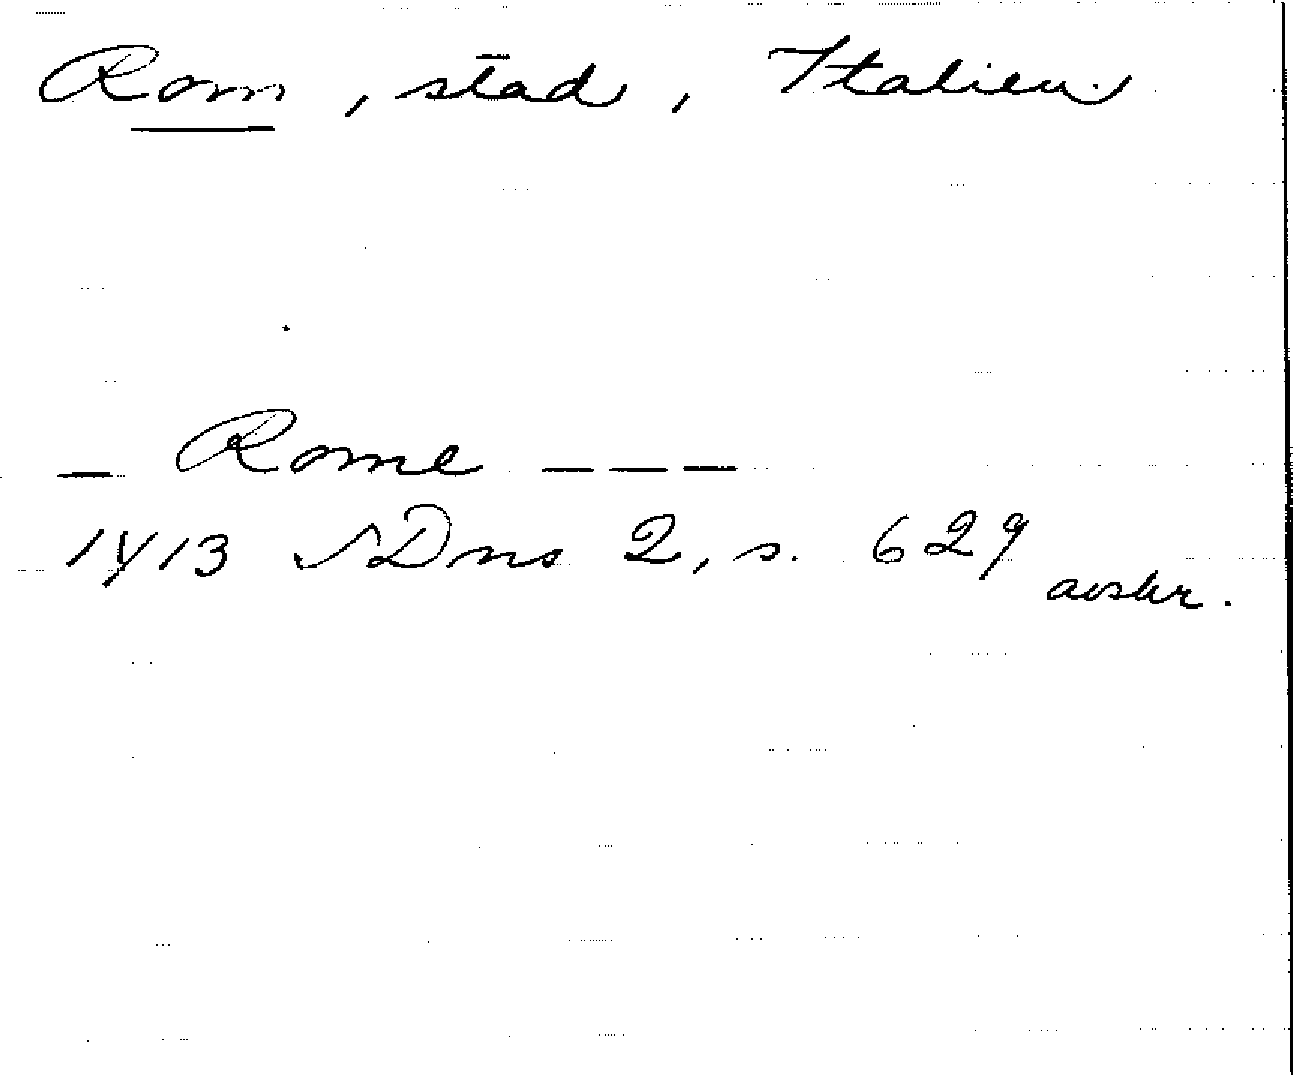 Rom, stad, Italien.
— Rome — — —
1413 SDns 2, s. 629 avskr.